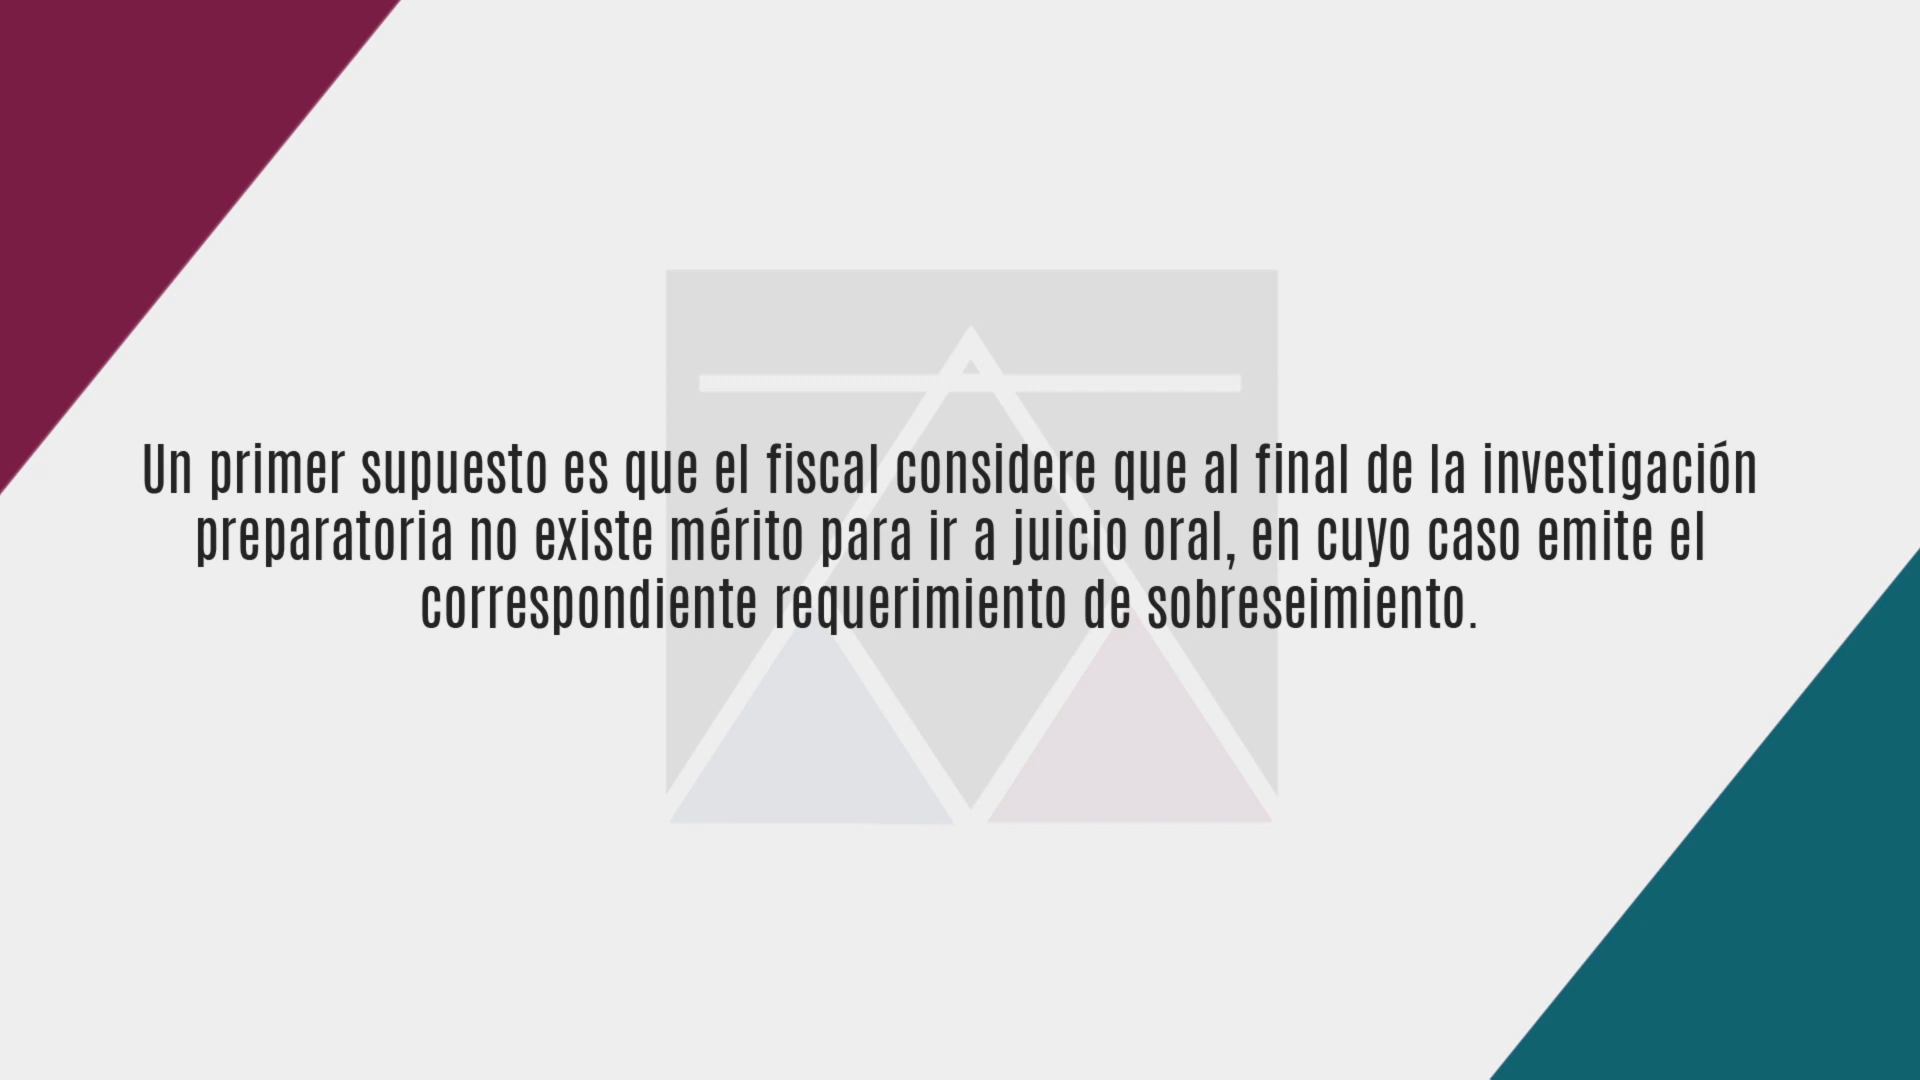 Un primer supuesto es que el fiscal considere que al final de la investigación
preparatoria no existe mérito para ir a juicio oral, en cuyo caso emite el
correspondiente requerimiento de sobreseimiento.